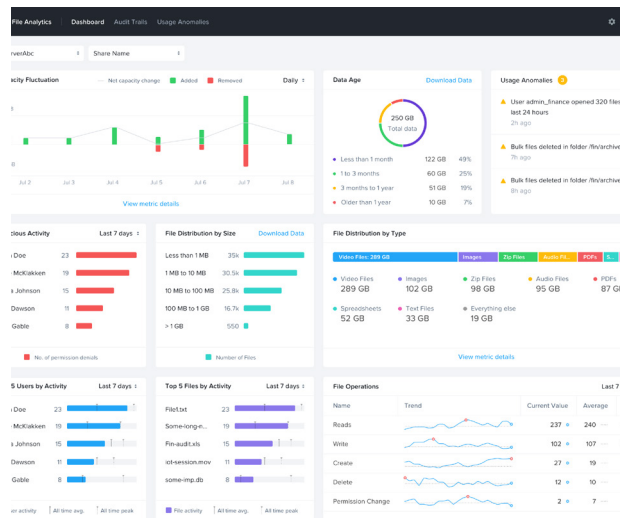 File Analytics Dashboard Audit Trails Usage Anomalies
Share Name
Capacity Fluctuation Net capacity change Added Removed Daily
Jul 2 Jul 3 Jul 4 Jul 5 Jul 6 Jul 7 Jul 8
View metric details
Data Age Download Data
250 GB
Total data
Less than 1 month 122 GB 49%
1 to 3 months 60 GB 25%
3 months to 1 year 51 GB 19%
Older than 1 year 10 GB 7%
Usage Anomalies 3
User admin_finance opened 320 files
last 24 hours
2h ago
Bulk files deleted in folder /fin/archive
7h ago
Bulk files deleted in folder /fin/archive
8h ago
cious Activity Last 7 days
Doe 23
McKlakken 19
Johnson 15
Dawson 11
Gable 8
No. of permission denials
File Distribution by Size Download Data
Less than 1 MB 35k
1 MB to 10 MB 30.5k
10 MB to 100 MB 25.8k
100 MB to 1 GB 16.7k
> 1 GB 550
Number of Files
File Distribution by Type
Video Files: 289 GB Images Zip Files Audio Fil... PDFs S...
Video Files Images Zip Files Audio Files PDFs
289 GB 102 GB 98 GB 95 GB 87 G
Spreadsheets Text Files Everything else
52 GB 33 GB 19 GB
View metric details
5 Users by Activity Last 7 days
Doe 23
McKlakken 19
Johnson 15
Dawson 11
Gable 8
er activity All time avg. All time peak
Top 5 Files by Activity Last 7 days
File1.txt 23
Some-long-n... 19
Fin-audit.xls 15
iot-session.mov 11
some-imp.db 8
File activity All time avg. All time peak
File Operations Last 7
Name Trend Current Value Average
Reads 237 240
Write 102 107
Create 27 19
Delete 12 10
Permission Change 2 7